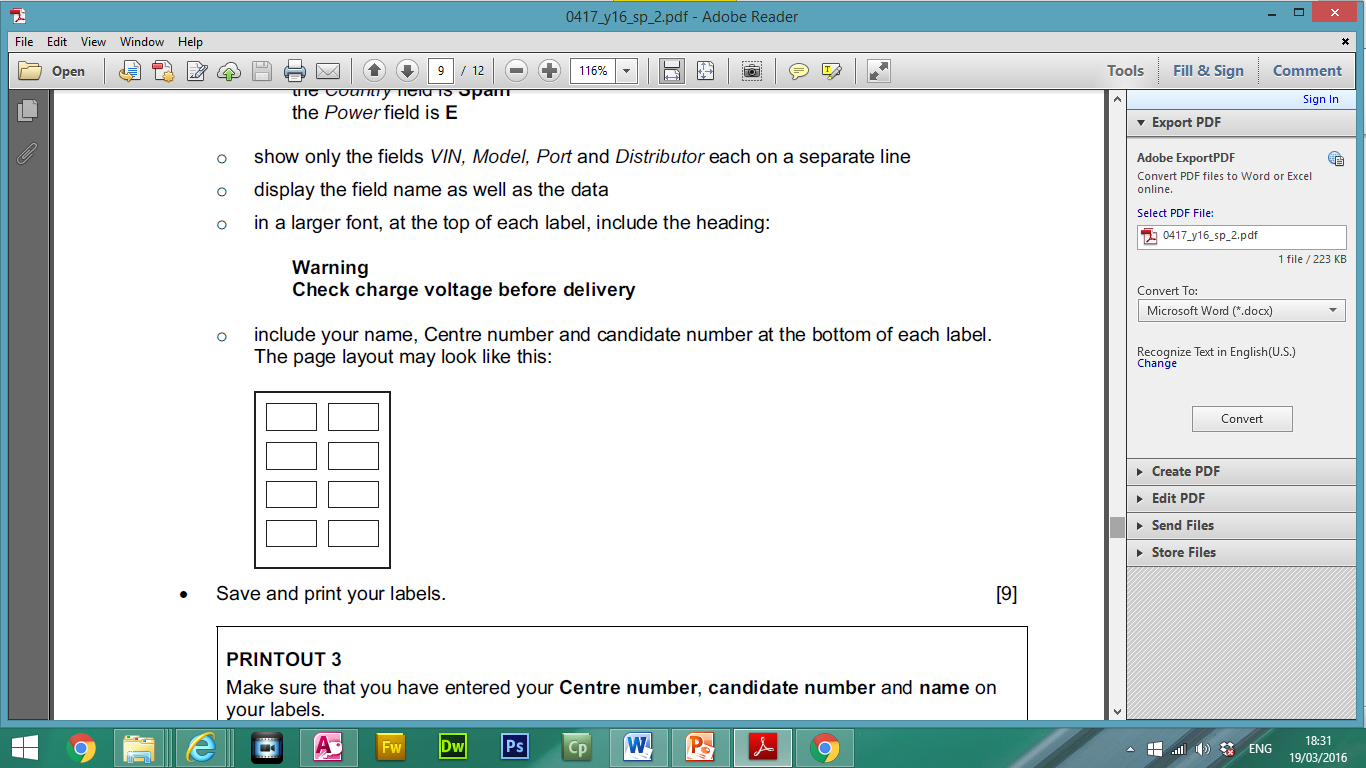 0417_y16_sp_2.pdf - Adobe Reader
File Edit View Window Help
Open 9 / 12 116% Tools Fill & Sign Comment
Sign In
the Country field is Spain
the Power field is E
show only the fields VIN, Model, Port and Distributor each on a separate line
display the field name as well as the data
in a larger font, at the top of each label, include the heading:
Warning
Check charge voltage before delivery
include your name, Centre number and candidate number at the bottom of each label.
The page layout may look like this:
Save and print your labels. [9]
PRINTOUT 3
Make sure that you have entered your Centre number, candidate number and name on
your labels.
Export PDF
Adobe ExportPDF
Convert PDF files to Word or Excel
online.
Select PDF File:
0417_y16_sp_2.pdf
1 file / 223 KB
Convert To:
Microsoft Word (*.docx)
Recognize Text in English(U.S.)
Change
Convert
Create PDF
Edit PDF
Send Files
Store Files
A Fw Dw Ps Cp W P
ENG
18:31
19/03/2016